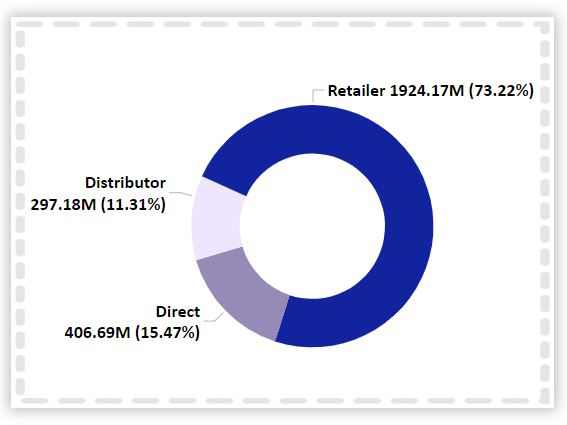 Retailer 1924.17M (73.22%)
Distributor
297.18M (11.31%)
Direct
406.69M (15.47%)